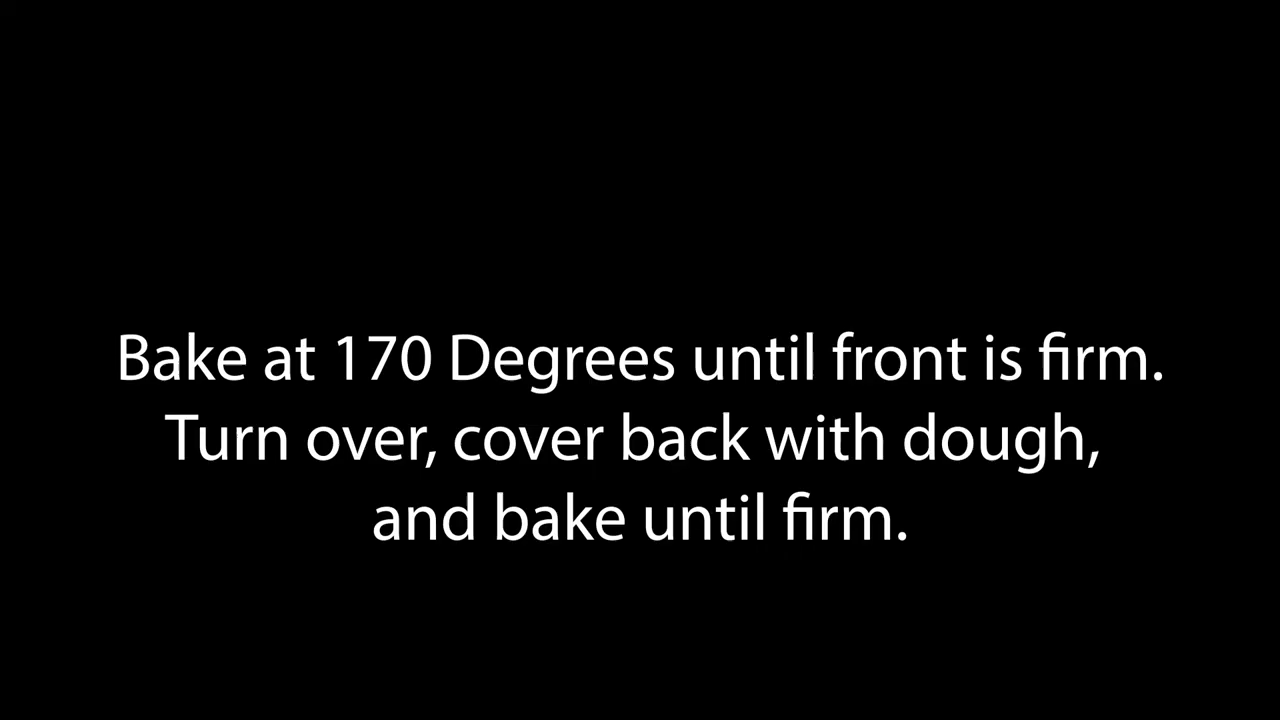 Bake at 170 Degrees until front is firm.
Turn over, cover back with dough,
and bake until firm.